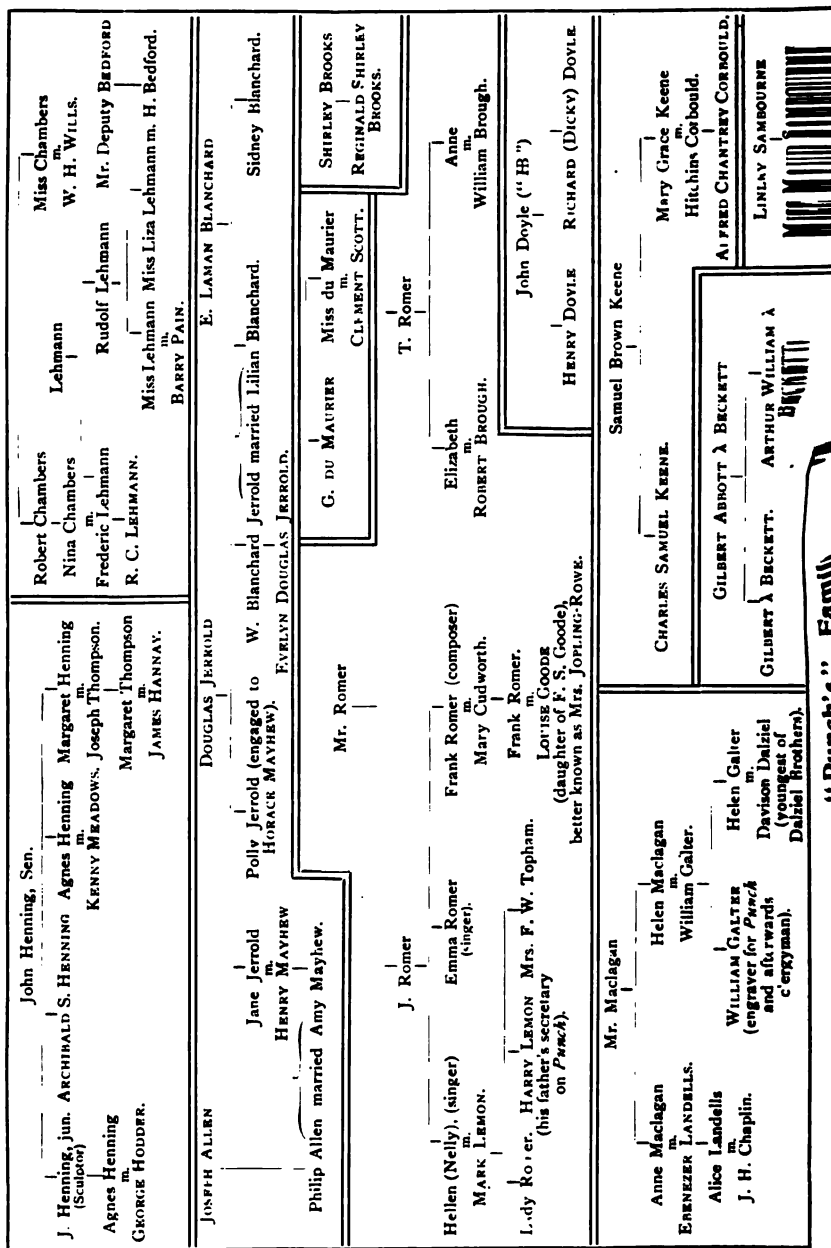 John Henning, Sen.
J. Henning, jun. ARCHIBALD S. HENNING Agnes Henning Margaret Henning
(Sculptor) m. m.
KENNY MEADOWS. Joseph Thompson.
Agnes Henning
m.
GEORGE HODDER.
Margaret Thompson
m.
JAMES HANNAY.
Robert Chambers Miss Chambers
m.
W. H. WILLS.
Nina Chambers Lehmann
m.
Frederic Lehmann Rudolf Lehmann Mr. Deputy BEDFORD
R. C. LEHMANN. Miss Lehmann Miss Liza Lehmann m. H. Bedford.
m.
BARRY PAIN.
JOSEPH ALLEN DOUGLAS JERROLD E. LAMAN BLANCHARD
Jane Jerrold Polly Jerrold (engaged to W. Blanchard Jerrold married Lilian Blanchard. Sidney Blanchard.
m. HORACE MAYHEW).
HENRY MAYHEW
EVELYN DOUGLAS JERROLD.
Philip Allen married Amy Mayhew.
G. DU MAURIER Miss du Maurier
m.
CLEMENT SCOTT.
SHIRLEY BROOKS
REGINALD SHIRLEY
BROOKS.
Mr. Romer
J. Romer T. Romer
Hellen (Nelly), (singer) Emma Romer Frank Romer (composer) Elizabeth Anne
m. (singer). m. m. m.
MARK LEMON. Mary Cudworth. ROBERT BROUGH. William Brough.
HARRY LEMON Mrs. F. W. Topham. Frank Romer.
(his father's secretary m.
on Punch). LOUISE GOODE
(daughter of F. S. Goode),
better known as Mrs. JOPLING-ROWE.
John Doyle ("HB")
HENRY DOYLE RICHARD (DICKY) DOYLE.
Mr. Maclagan
Anne Maclagan Helen Maclagan
m. m.
EBENEZER LANDELLS. William Galter.
Alice Landells WILLIAM GALTER Helen Galter
m. (engraver for Punch m.
J. H. Chaplin. and afterwards Davison Dalziel
(youngest of
Dalziel Brothers).
Samuel Brown Keene
CHARLES SAMUEL KEENE. Mary Grace Keene
m.
Hitchins Corbould.
ALFRED CHANTREY CORBOULD.
GILBERT ABBOTT À BECKETT
GILBERT À BECKETT. ARTHUR WILLIAM À
BECKETT
LINLAY SAMBOURNE
MISS MAUD SAMBOURNE
"Punch's" Famil